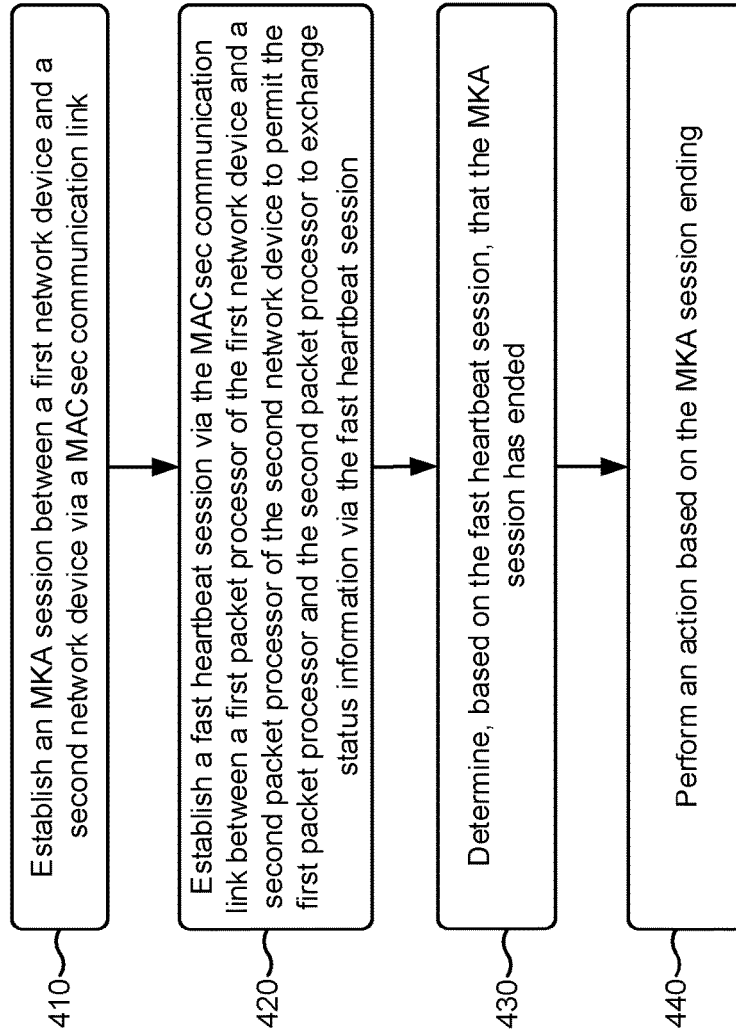 410
Establish an MKA session between a first network device and a
second network device via a MACsec communication link
420
Establish a fast heartbeat session via the MACsec communication
link between a first packet processor of the first network device and a
second packet processor of the second network device to permit the
first packet processor and the second packet processor to exchange
status information via the fast heartbeat session
430
Determine, based on the fast heartbeat session, that the MKA
session has ended
440
Perform an action based on the MKA session ending